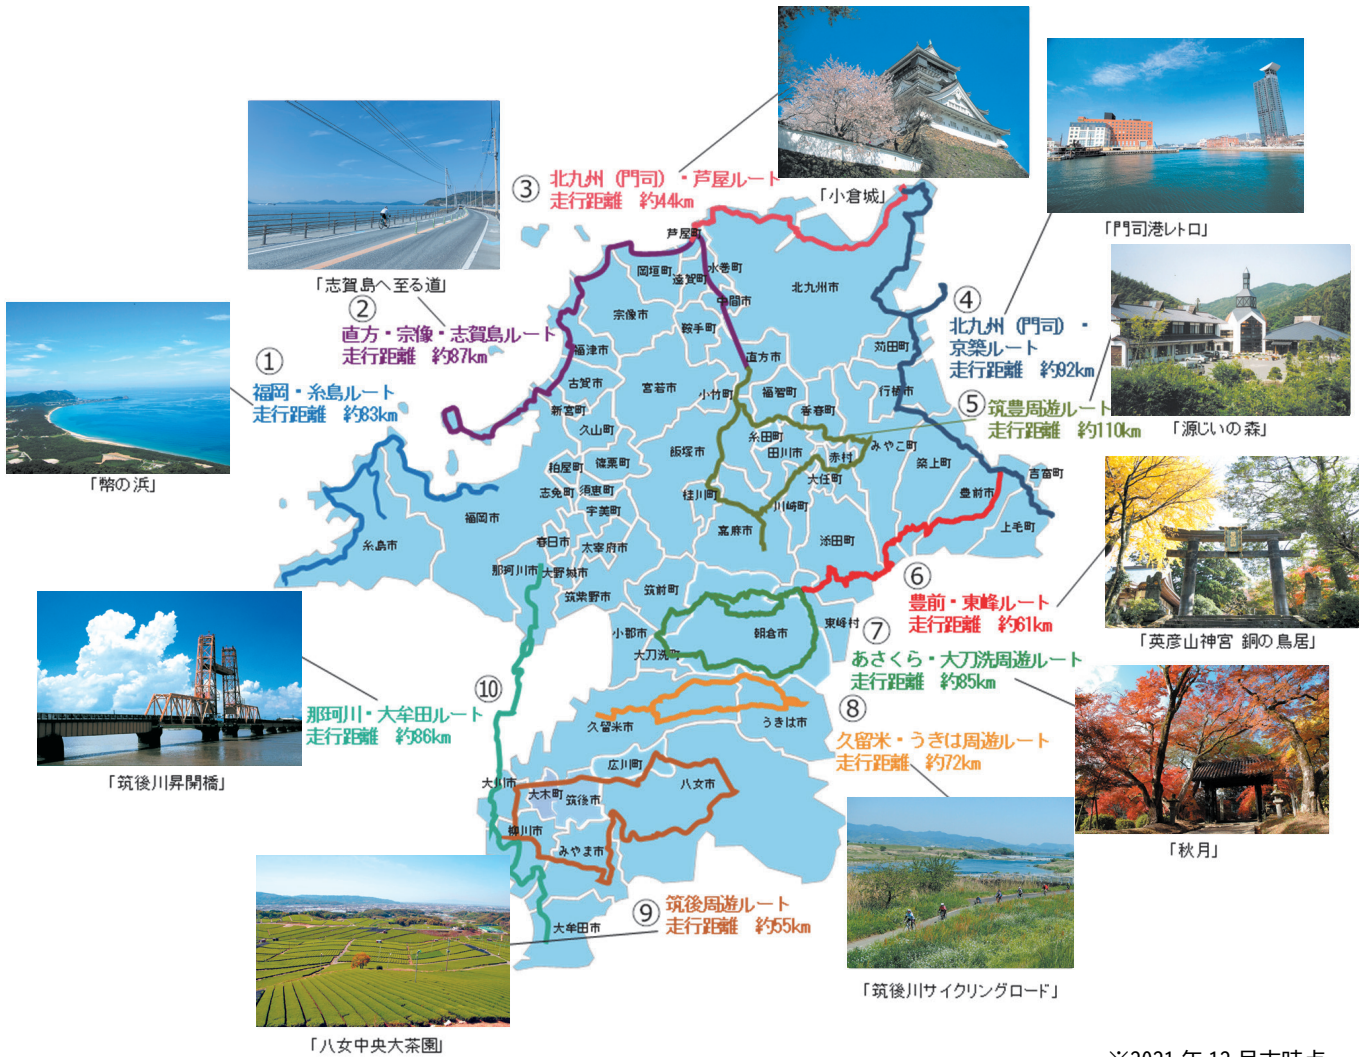 「小倉城」
「門司港レトロ」
③
北九州（門司）・芦屋ルート
走行距離　約44km
「志賀島へ至る道」
②
直方・宗像・志賀島ルート
走行距離　約87km
①
福岡・糸島ルート
走行距離　約83km
「幣の浜」
④
北九州（門司）・
京築ルート
走行距離　約92km
「源じいの森」
⑤
筑豊周遊ルート
走行距離　約110km
「英彦山神宮 銅の鳥居」
⑥
豊前・東峰ルート
走行距離　約61km
⑦
あさくら・大刀洗周遊ルート
走行距離　約85km
「秋月」
⑧
久留米・うきは周遊ルート
走行距離　約72km
「筑後川サイクリングロード」
⑩
那珂川・大牟田ルート
走行距離　約86km
「筑後川昇開橋」
⑨
筑後周遊ルート
走行距離　約55km
「八女中央大茶園」
芦屋町
岡垣町
遠賀町
水巻町
中間市
北九州市
宗像市
鞍手町
直方市
苅田町
福津市
古賀市
宮若市
小竹町
福智町
香春町
行橋市
新宮町
久山町
糸田町
田川市
赤村
みやこ町
築上町
吉富町
粕屋町
篠栗町
飯塚市
大任町
豊前市
志免町
須恵町
桂川町
川崎町
上毛町
福岡市
宇美町
嘉麻市
添田町
糸島市
春日市
太宰府市
那珂川市
大野城市
筑紫野市
筑前町
小郡市
朝倉市
東峰村
大刀洗町
久留米市
うきは市
広川町
大川市
大木町
筑後市
八女市
柳川市
みやま市
大牟田市